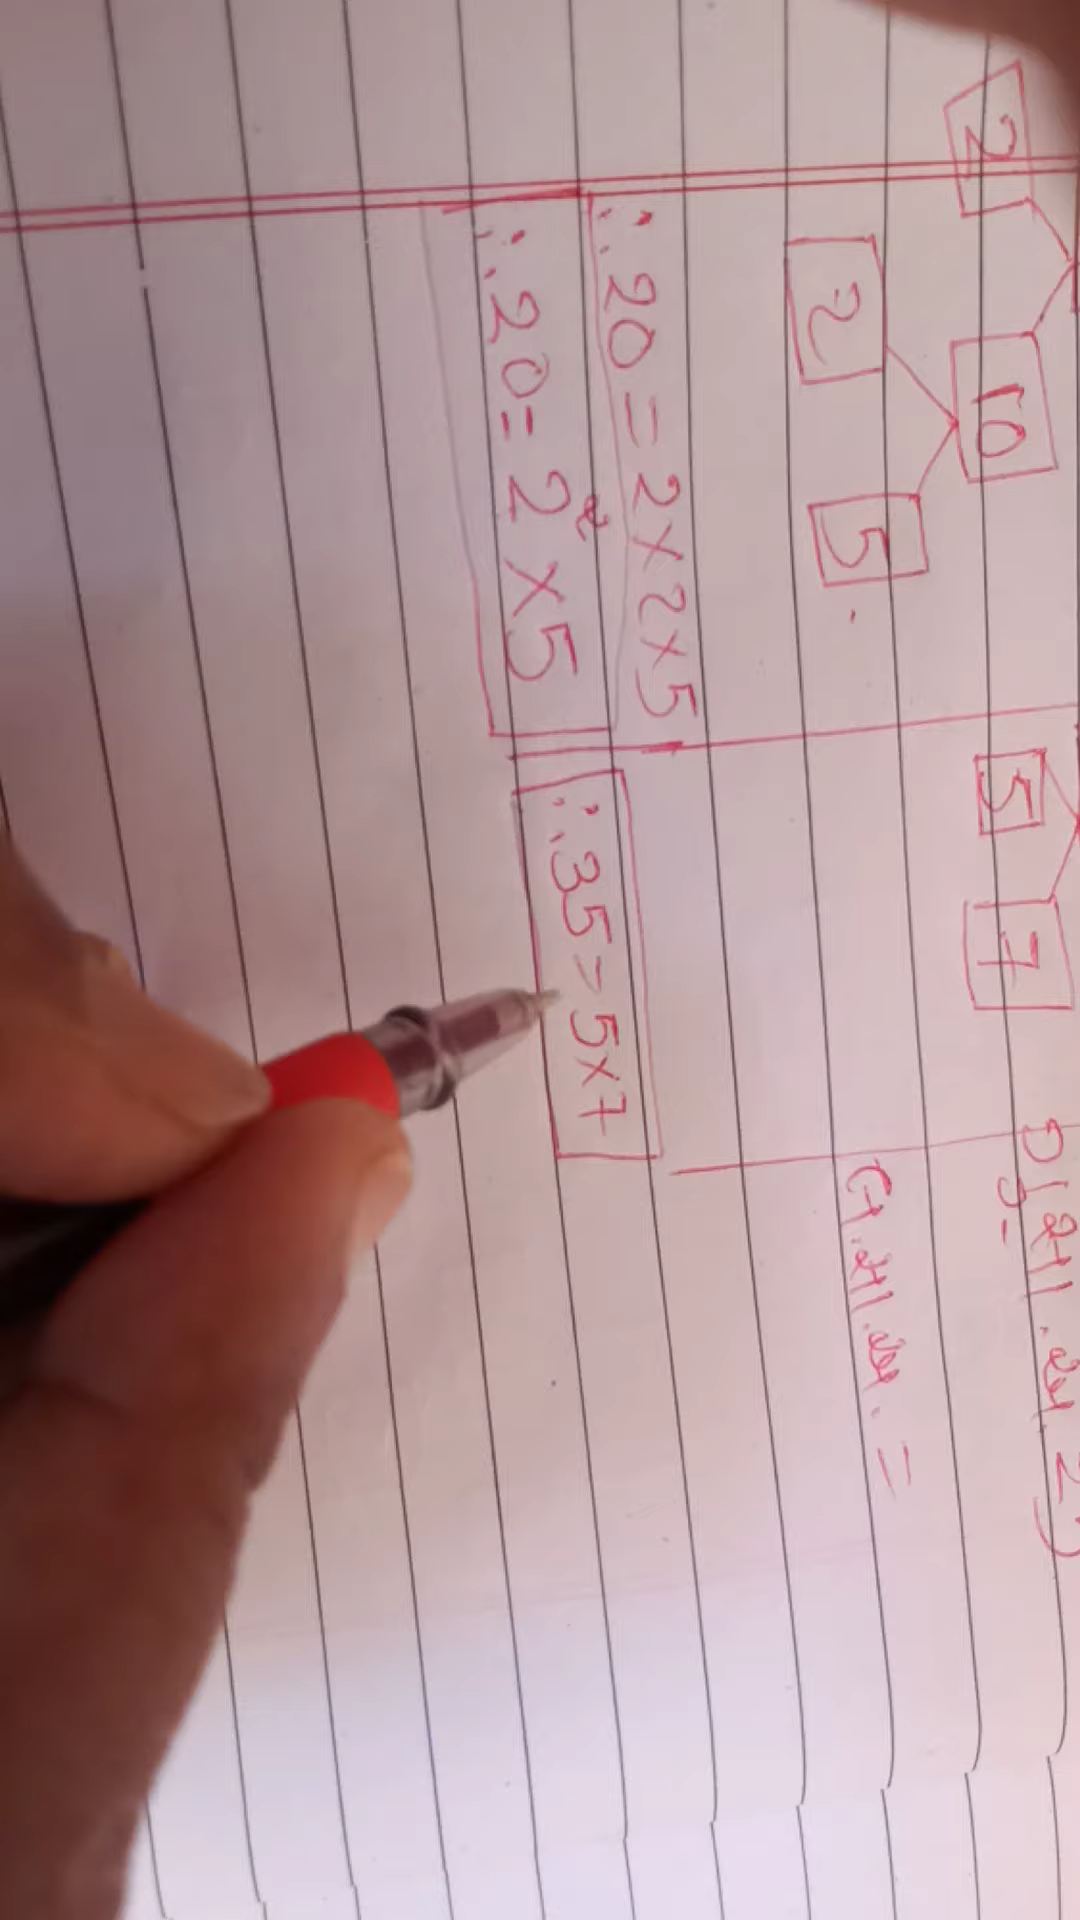 2 10 5 7
2 5
∴ 20 = 2 × 2 × 5
∴ 20 = 2² × 5
∴ 35 = 5 × 7